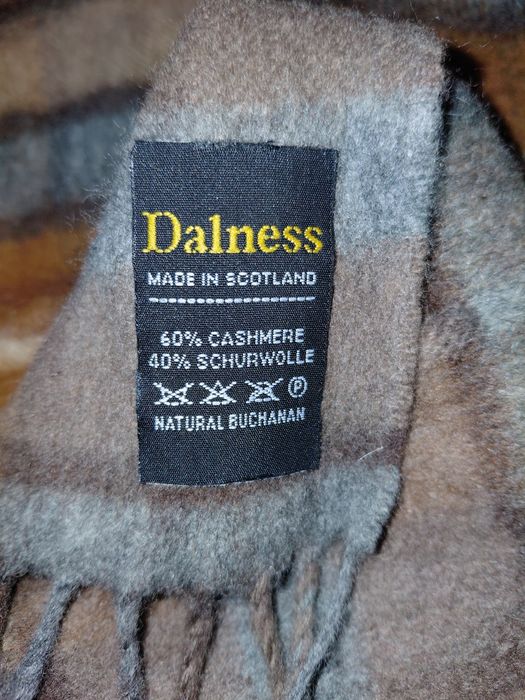 Dalness
MADE IN SCOTLAND
60% CASHMERE
40% SCHURWOLLE
P
NATURAL BUCHANAN